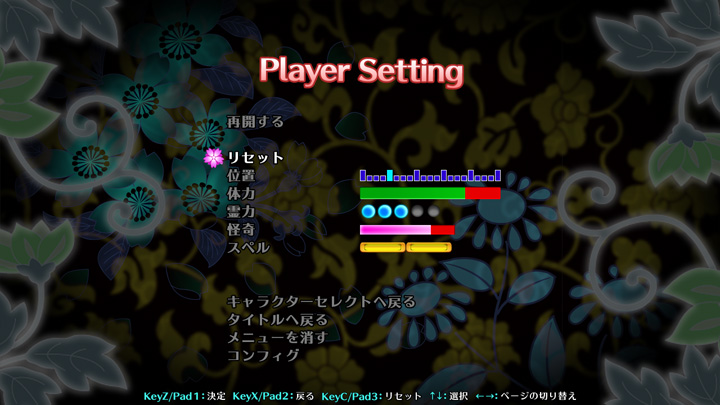 Player Setting
再開する
リセット
位置
体力
霊力
怪奇
スペル
キャラクターセレクトへ戻る
タイトルへ戻る
メニューを消す
コンフィグ
KeyZ/Pad1:決定 KeyX/Pad2:戻る KeyC/Pad3:リセット ↑↓:選択 ←→:ページの切り替え